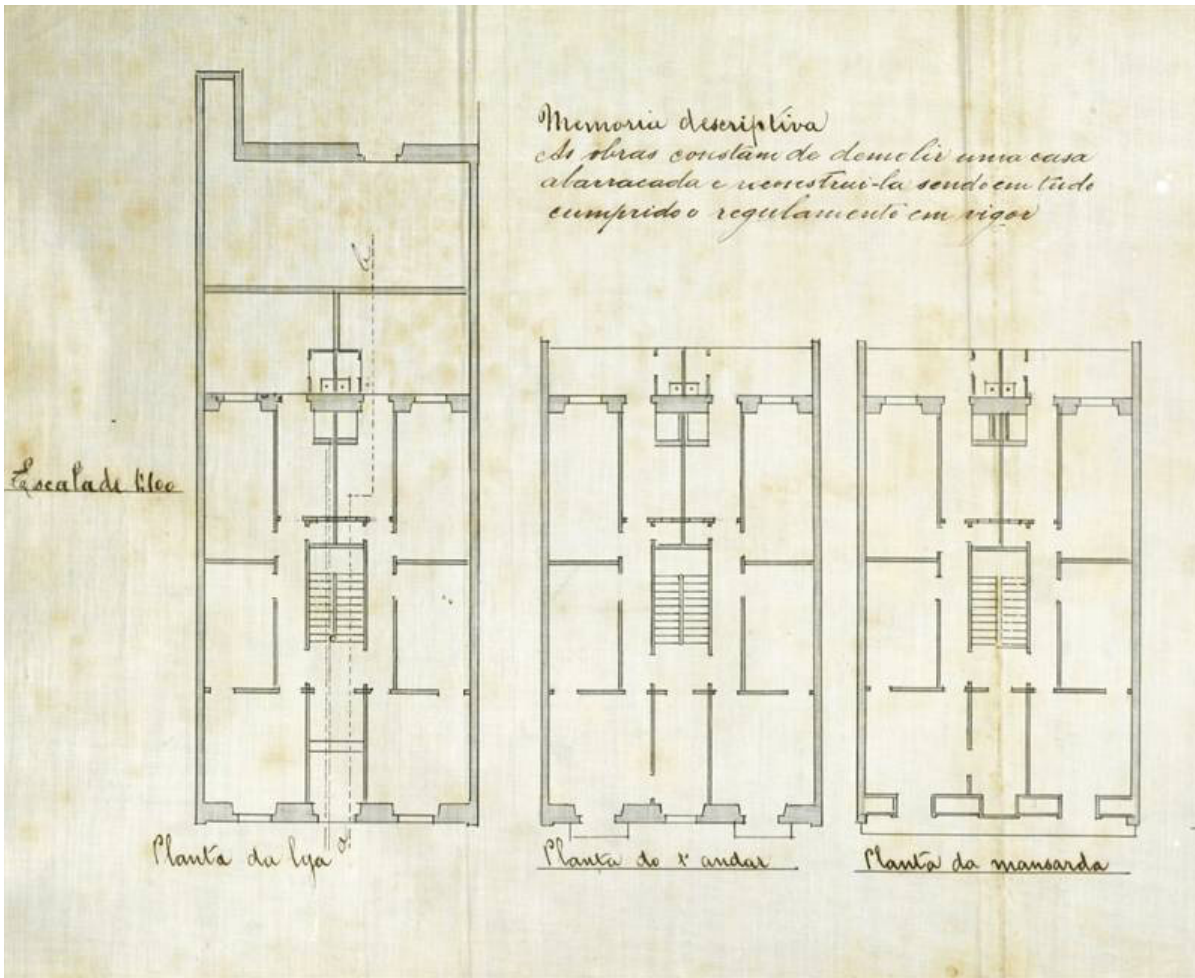 Memoria descriptiva
As obras constam de demolir uma casa
abarracada e reconstrui-la sendo em tudo
cumprido o regulamento em vigor
Escala de 1:100
Planta da loja
Planta do 1º andar
Planta da mansarda